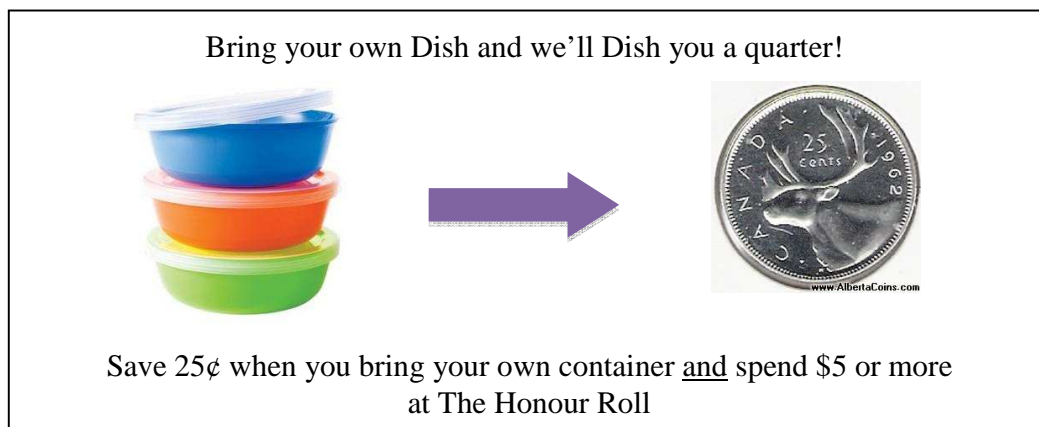 Bring your own Dish and we’ll Dish you a quarter!
CANADA 1962
25
cents
www.AlbertaCoins.com
Save 25¢ when you bring your own container and spend $5 or more
at The Honour Roll